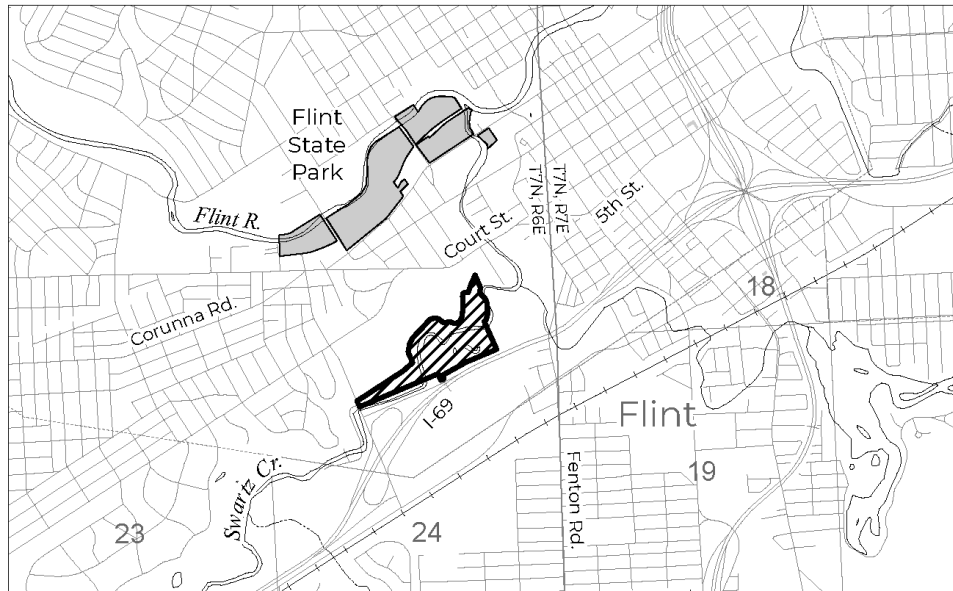 Flint
State
Park
Flint R.
T7N, R6E
T7N, R7E
5th St.
Court St.
Corunna Rd.
18
I-69
Flint
Swartz Cr.
Fenton Rd.
19
23
24